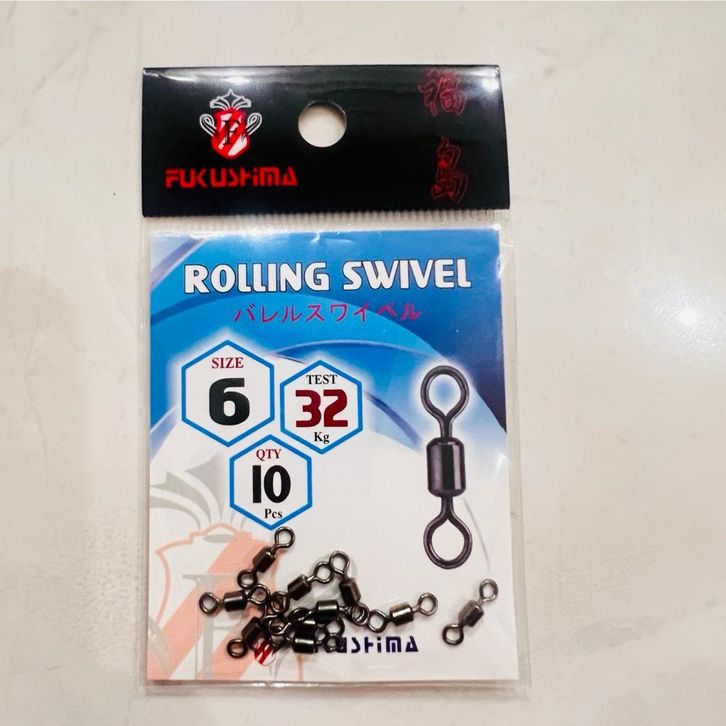 FUKUSHIMA
福島
ROLLING SWIVEL
バレルスワイベル
SIZE
6
TEST
32
Kg
QTY
10
Pcs
FUKUSHIMA